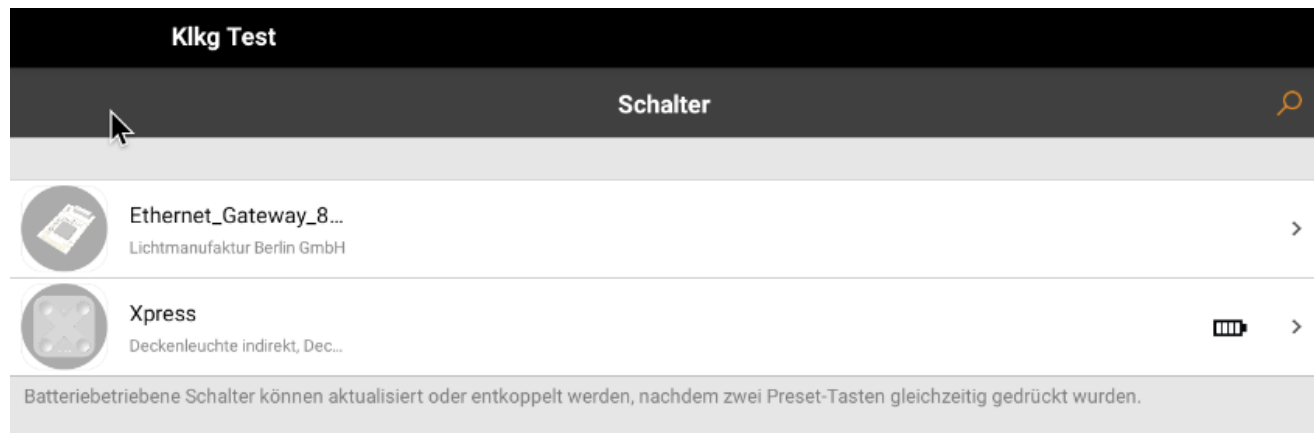 Klkg Test
Schalter
Ethernet_Gateway_8...
Lichtmanufaktur Berlin GmbH
Xpress
Deckenleuchte indirekt, Dec...
Batteriebetriebene Schalter können aktualisiert oder entkoppelt werden, nachdem zwei Preset-Tasten gleichzeitig gedrückt wurden.